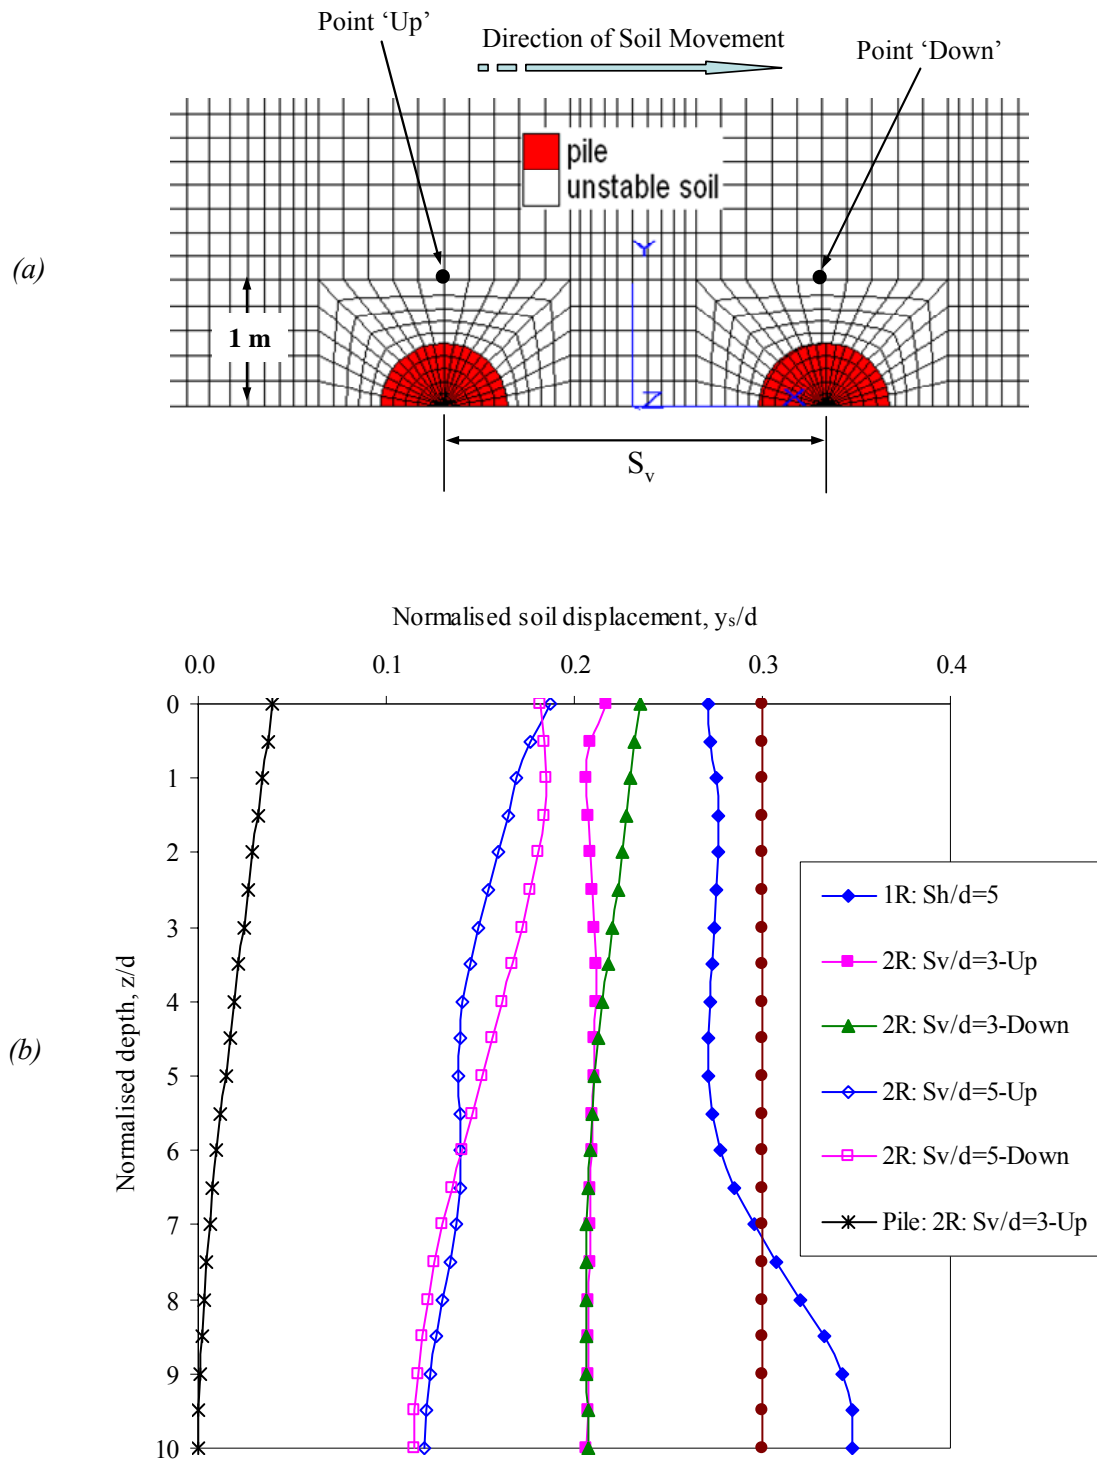 Point ‘Up’
Direction of Soil Movement
Point ‘Down’
pile
unstable soil
Y
(a)
1 m
Z
X
Sv
Normalised soil displacement, ys/d
0.0 0.1 0.2 0.3 0.4
0
1
2
3
4
5
6
7
8
9
10
Normalised depth, z/d
(b)
1R: Sh/d=5
2R: Sv/d=3-Up
2R: Sv/d=3-Down
2R: Sv/d=5-Up
2R: Sv/d=5-Down
Pile: 2R: Sv/d=3-Up